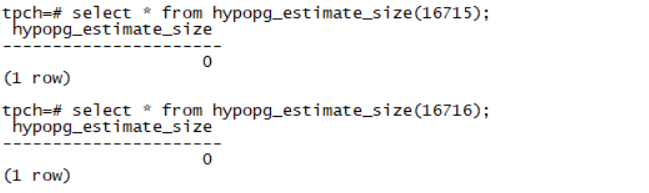 tpch=# select * from hypopg_estimate_size(16715);
 hypopg_estimate_size
----------------------
                    0
(1 row)

tpch=# select * from hypopg_estimate_size(16716);
 hypopg_estimate_size
----------------------
                    0
(1 row)